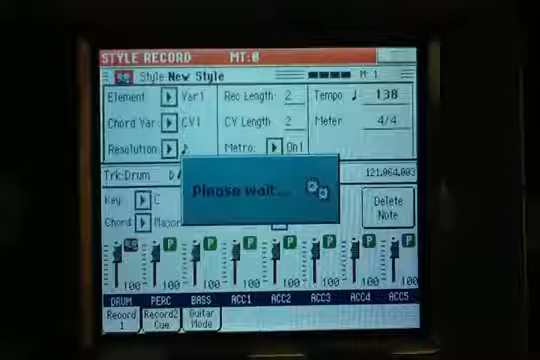 STYLE RECORD MT:0
Style: New Style M: 1
Element Var1 Rec Length: 2 Tempo 138
Chord Var: CV1 CV Length 2 Meter 4/4
Resolution: Metro: On1
Trk:Drum 121.064.003
Please wait...
Key: C
Delete Note
Chord Major
100 100 100 100 100 100 100 100
DRUM PERC BASS ACC1 ACC2 ACC3 ACC4 ACC5
Record 1 Record2 Cue Guitar Mode